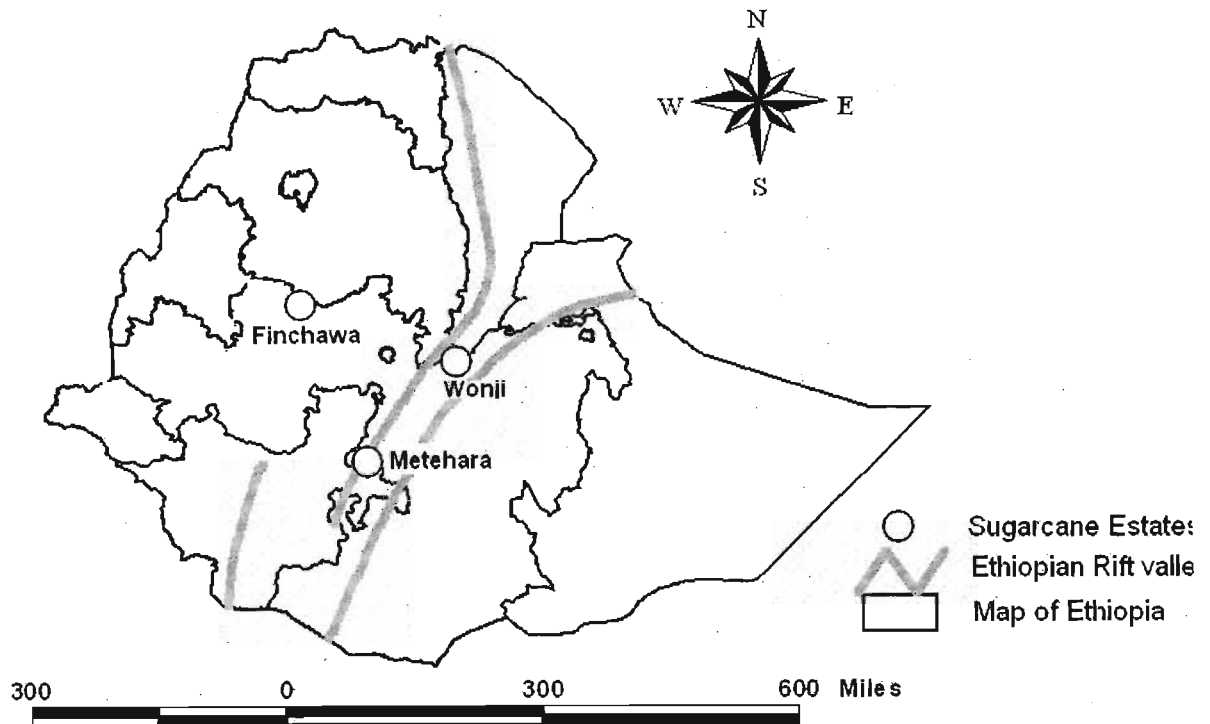 N
W E
S
Finchawa
Wonji
Metehara
Sugarcane Estates
Ethiopian Rift valle
Map of Ethiopia
300 0 300 600 Miles